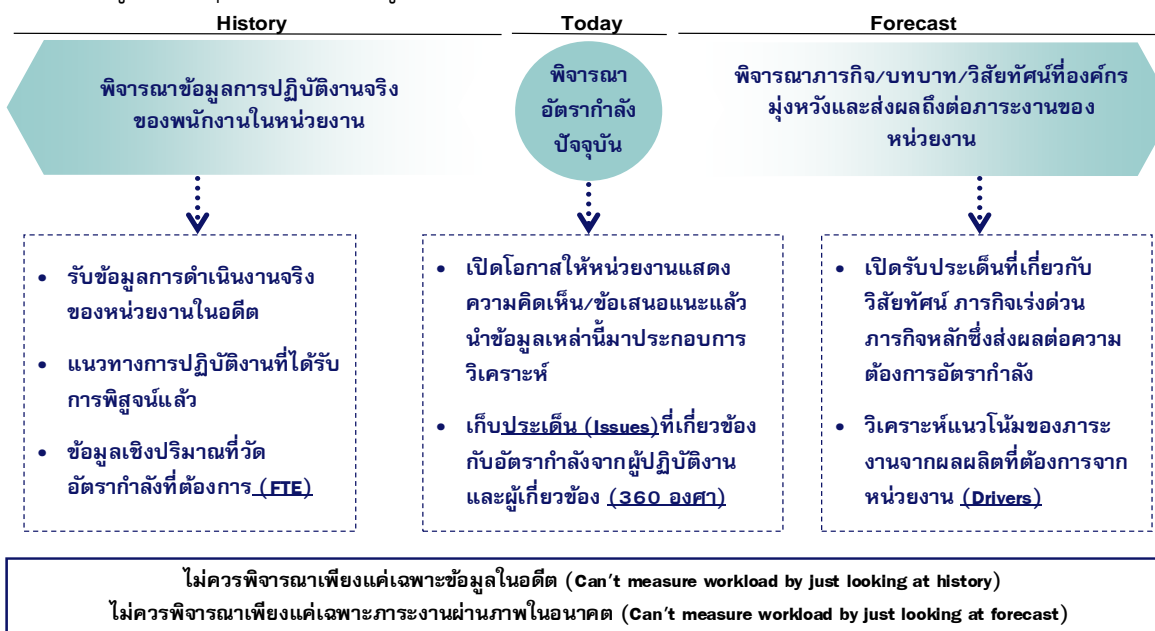 History
Today
Forecast
พิจารณาข้อมูลการปฏิบัติงานจริง
ของพนักงานในหน่วยงาน
พิจารณา
อัตรากำลัง
ปัจจุบัน
พิจารณาภารกิจ/บทบาท/วิสัยทัศน์ที่องค์กร
มุ่งหวังและส่งผลถึงต่อภาระงานของ
หน่วยงาน
• รับข้อมูลการดำเนินงานจริง
ของหน่วยงานในอดีต
• แนวทางการปฏิบัติงานที่ได้รับ
การพิสูจน์แล้ว
• ข้อมูลเชิงปริมาณที่วัด
อัตรากำลังที่ต้องการ (FTE)
• เปิดโอกาสให้หน่วยงานแสดง
ความคิดเห็น/ข้อเสนอแนะแล้ว
นำข้อมูลเหล่านี้มาประกอบการ
วิเคราะห์
• เก็บประเด็น (Issues)ที่เกี่ยวข้อง
กับอัตรากำลังจากผู้ปฏิบัติงาน
และผู้เกี่ยวข้อง (360 องศา)
• เปิดรับประเด็นที่เกี่ยวกับ
วิสัยทัศน์ ภารกิจเร่งด่วน
ภารกิจหลักซึ่งส่งผลต่อความ
ต้องการอัตรากำลัง
• วิเคราะห์แนวโน้มของภาระ
งานจากผลผลิตที่ต้องการจาก
หน่วยงาน (Drivers)
ไม่ควรพิจารณาเพียงแค่เฉพาะข้อมูลในอดีต (Can't measure workload by just looking at history)
ไม่ควรพิจารณาเพียงแค่เฉพาะภาระงานผ่านภาพในอนาคต (Can't measure workload by just looking at forecast)